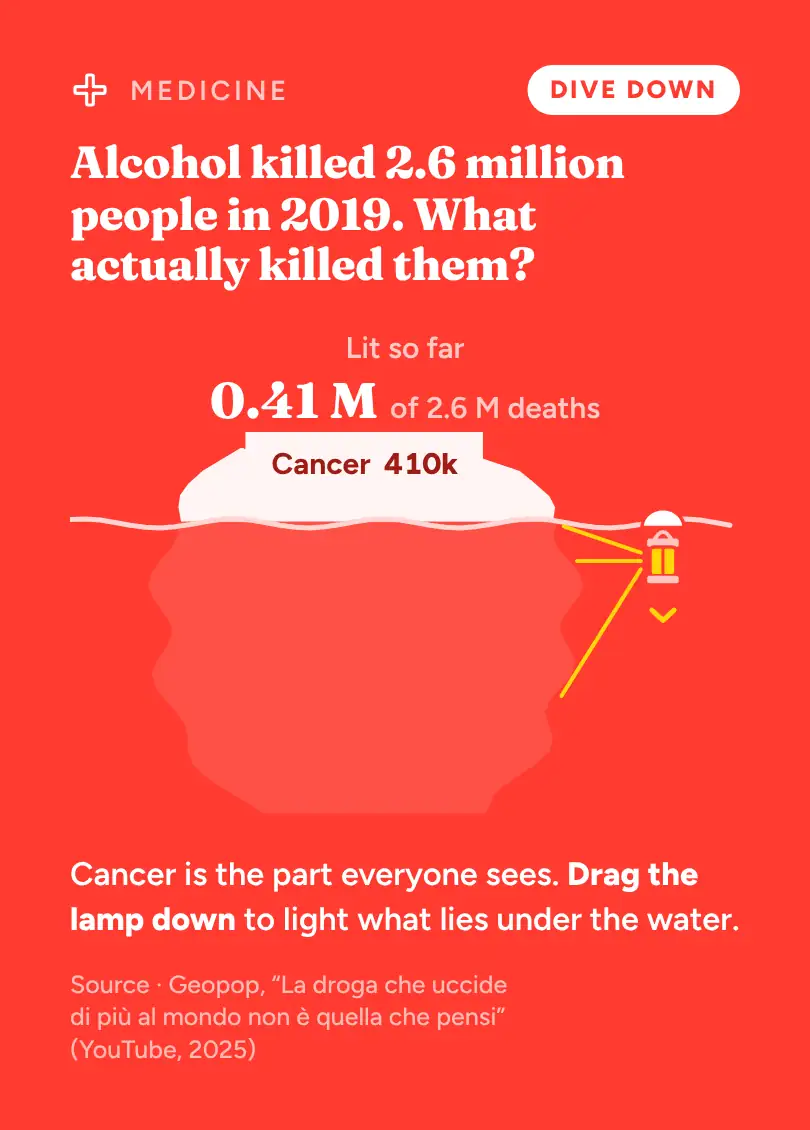 MEDICINE
DIVE DOWN
Alcohol killed 2.6 million
people in 2019. What
actually killed them?
Lit so far
0.41 M of 2.6 M deaths
Cancer 410k
Cancer is the part everyone sees. Drag the
lamp down to light what lies under the water.
Source · Geopop, “La droga che uccide
di più al mondo non è quella che pensi”
(YouTube, 2025)